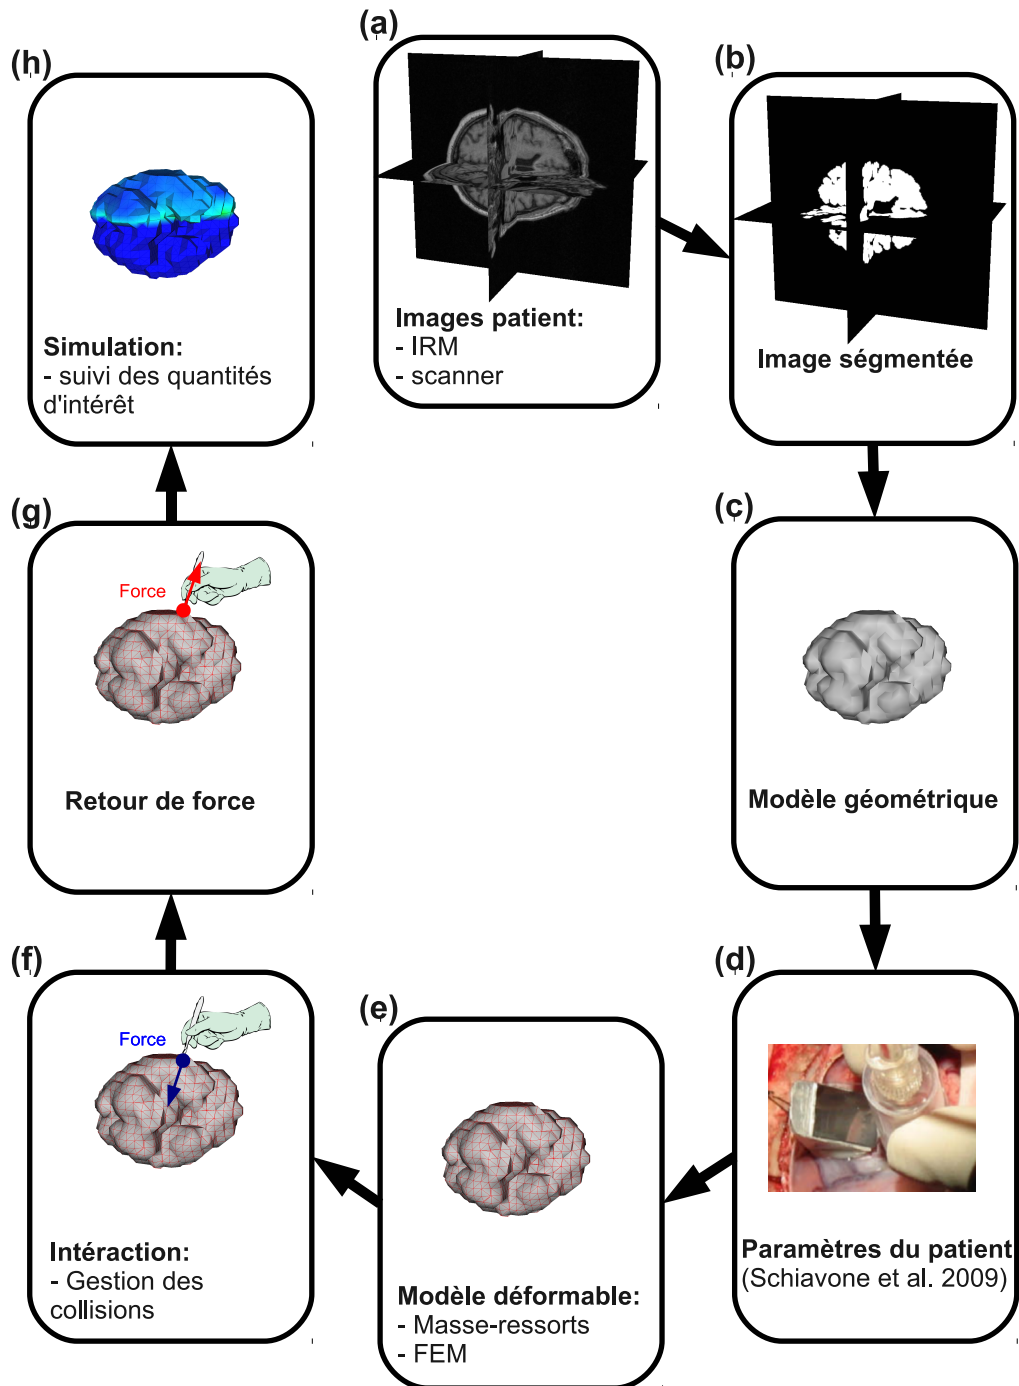 (a)
Images patient:
- IRM
- scanner
(b)
Image ségmentée
(c)
Modèle géométrique
(d)
Paramètres du patient
(Schiavone et al. 2009)
(e)
Modèle déformable:
- Masse-ressorts
- FEM
(f)
Force
Intéraction:
- Gestion des
collisions
(g)
Force
Retour de force
(h)
Simulation:
- suivi des quantités
d'intérêt